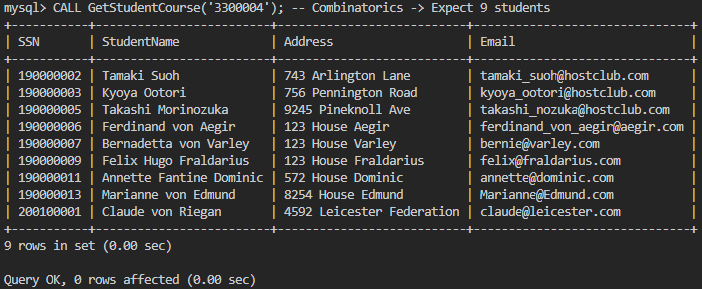 mysql> CALL GetStudentCourse('3300004'); -- Combinatorics -> Expect 9 students
+-----------+-------------------------+---------------------------+-------------------------------+
| SSN       | StudentName             | Address                   | Email                         |
+-----------+-------------------------+---------------------------+-------------------------------+
| 190000002 | Tamaki Suoh             | 743 Arlington Lane        | tamaki_suoh@hostclub.com      |
| 190000003 | Kyoya Ootori            | 756 Pennington Road       | kyoya_ootori@hostclub.com     |
| 190000005 | Takashi Morinozuka      | 9245 Pineknoll Ave        | takashi_nozuka@hostclub.com   |
| 190000006 | Ferdinand von Aegir     | 123 House Aegir           | ferdinand_von_aegir@aegir.com |
| 190000007 | Bernadetta von Varley   | 123 House Varley          | bernie@varley.com             |
| 190000009 | Felix Hugo Fraldarius   | 123 House Fraldarius      | felix@fraldarius.com          |
| 190000011 | Annette Fantine Dominic | 572 House Dominic         | annette@dominic.com           |
| 190000013 | Marianne von Edmund     | 8254 House Edmund         | Marianne@Edmund.com           |
| 200100001 | Claude von Riegan       | 4592 Leicester Federation | claude@leicester.com          |
+-----------+-------------------------+---------------------------+-------------------------------+
9 rows in set (0.00 sec)

Query OK, 0 rows affected (0.00 sec)